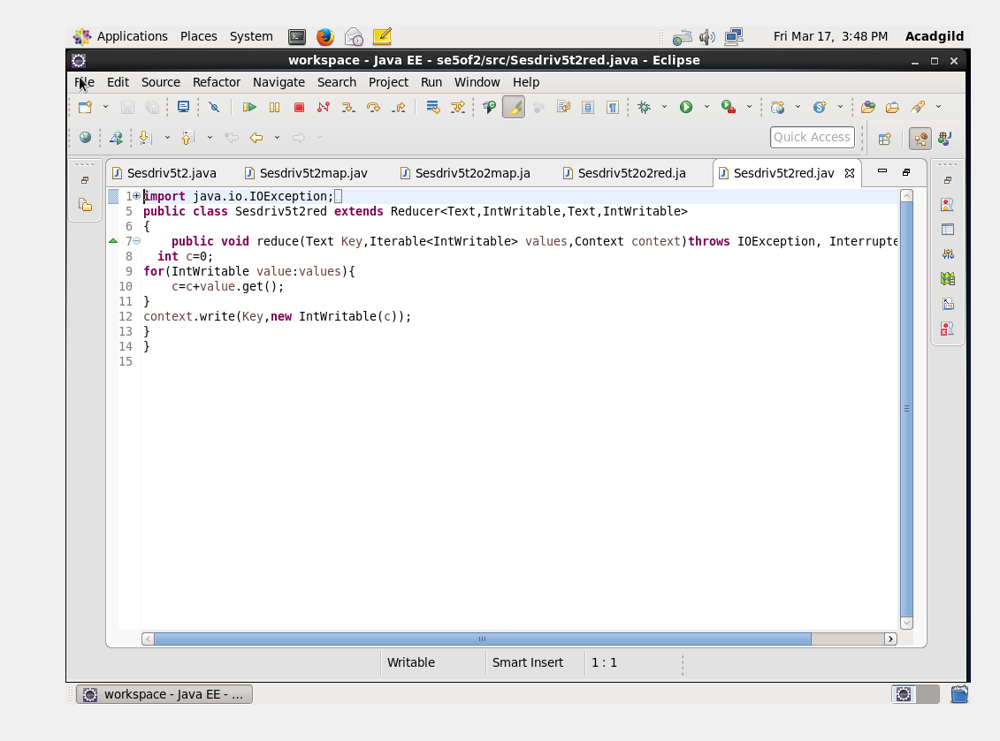 Applications Places System Fri Mar 17, 3:48 PM Acadgild
workspace - Java EE - se5of2/src/Sesdriv5t2red.java - Eclipse
File Edit Source Refactor Navigate Search Project Run Window Help
Quick Access
Sesdriv5t2.java Sesdriv5t2map.jav Sesdriv5t2o2map.ja Sesdriv5t2o2red.ja Sesdriv5t2red.jav
1 import java.io.IOException;
5 public class Sesdriv5t2red extends Reducer<Text,IntWritable,Text,IntWritable>
6 {
7 public void reduce(Text Key,Iterable<IntWritable> values,Context context)throws IOException, Interrupte
8 int c=0;
9 for(IntWritable value:values){
10 c=c+value.get();
11 }
12 context.write(Key,new IntWritable(c));
13 }
14 }
15
Writable Smart Insert 1 : 1
workspace - Java EE - ...